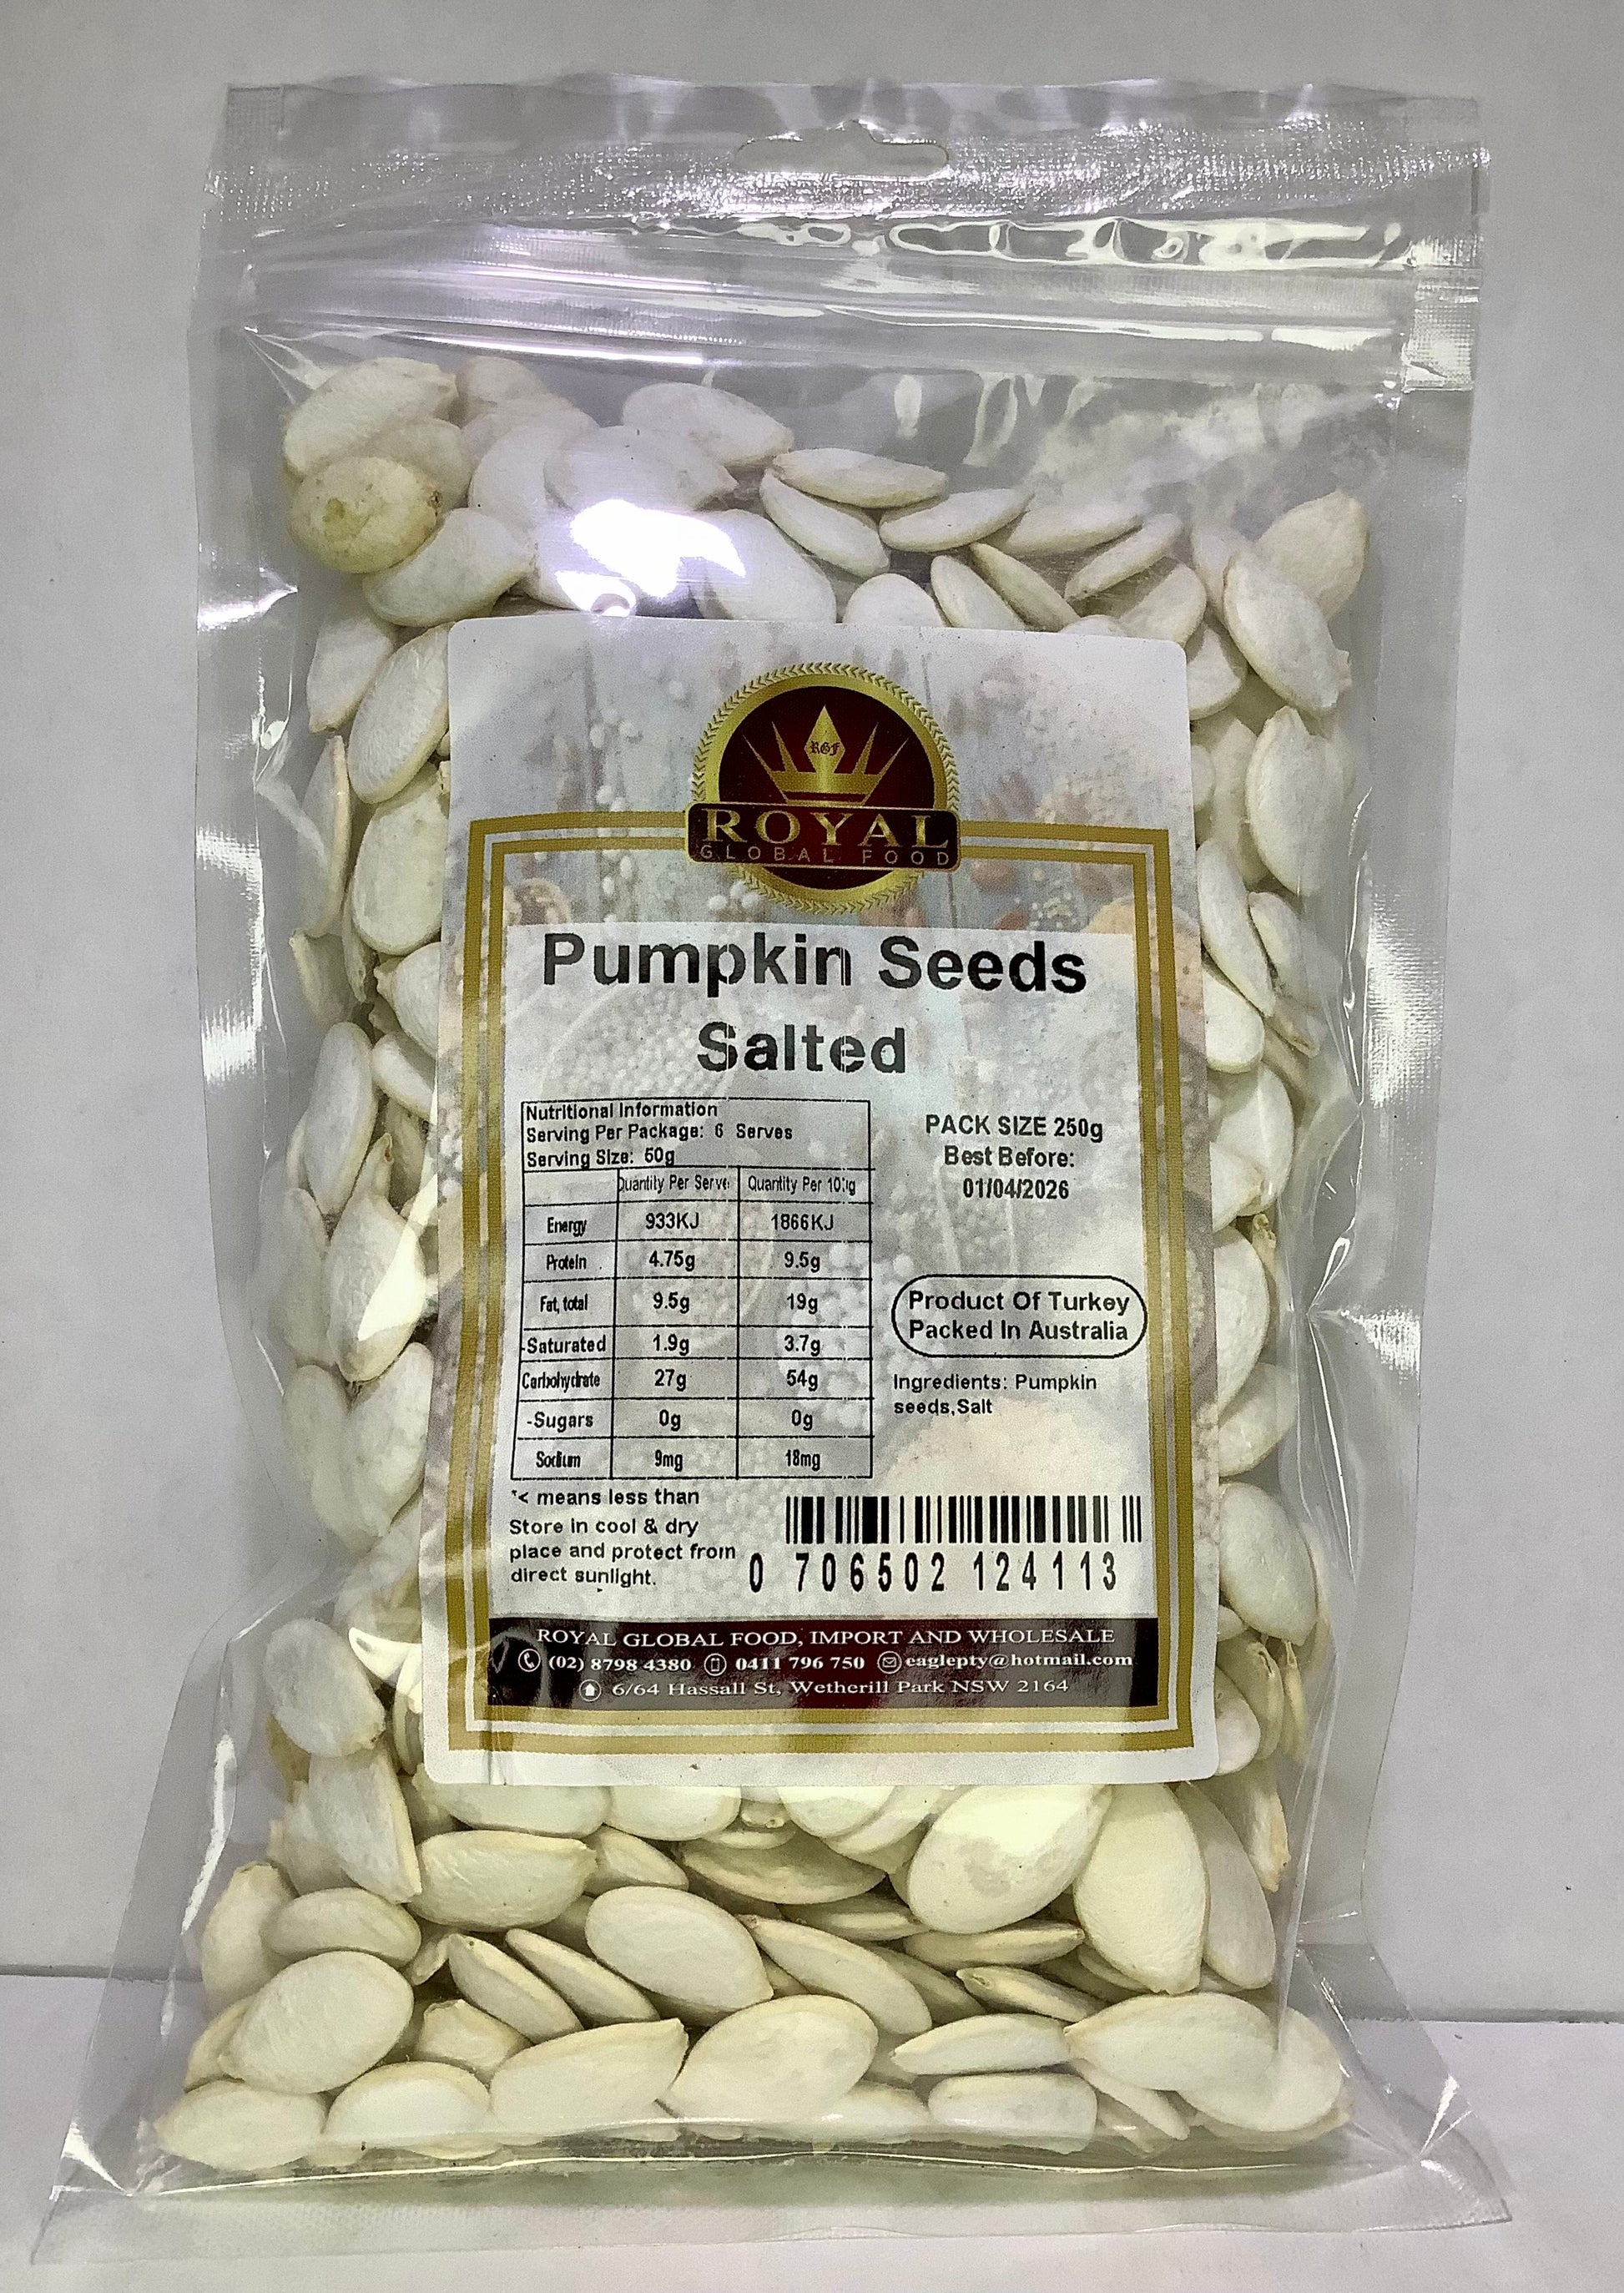 RGF
ROYAL
GLOBAL FOOD
Pumpkin Seeds
Salted
Nutritional Information
Serving Per Package: 6 Serves
Serving Size: 60g
Quantity Per Serve Quantity Per 100g
Energy 933KJ 1866KJ
Protein 4.75g 9.5g
Fat, total 9.5g 19g
-Saturated 1.9g 3.7g
Carbohydrate 27g 54g
-Sugars 0g 0g
Sodium 9mg 18mg
PACK SIZE 250g
Best Before:
01/04/2026
Product Of Turkey
Packed In Australia
Ingredients: Pumpkin
seeds,Salt
*< means less than
Store in cool & dry
place and protect from
direct sunlight.
0 706502 124113
ROYAL GLOBAL FOOD, IMPORT AND WHOLESALE
(02) 8798 4380 0411 796 750 eaglepty@hotmail.com
6/64 Hassall St, Wetherill Park NSW 2164